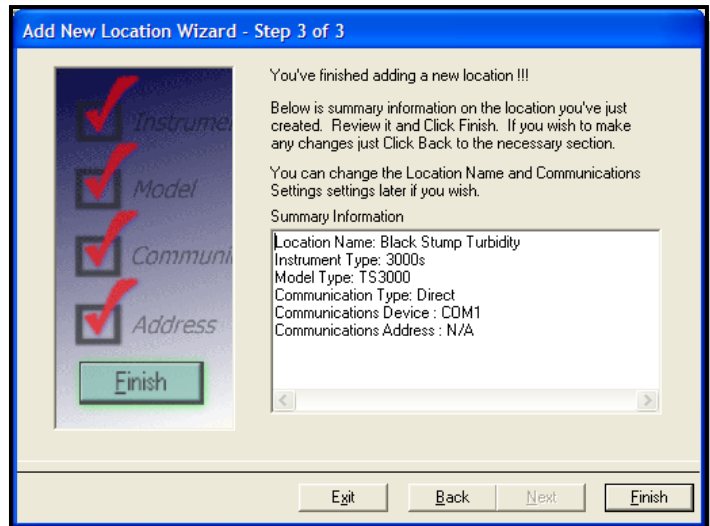 Add New Location Wizard - Step 3 of 3
Model
Address
Finish
You've finished adding a new location !!!
Below is summary information on the location you've just
created. Review it and Click Finish. If you wish to make
any changes just Click Back to the necessary section.
You can change the Location Name and Communications
Settings settings later if you wish.
Summary Information
Location Name: Black Stump Turbidity
Instrument Type: 3000s
Model Type: TS3000
Communication Type: Direct
Communications Device : COM1
Communications Address : N/A
Exit Back Next Finish